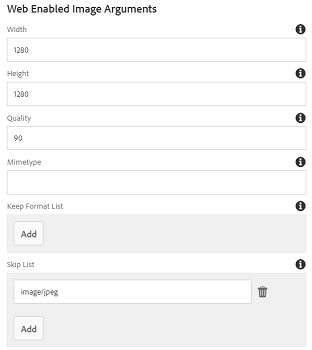 Web Enabled Image Arguments
Width
1280
Height
1280
Quality
90
Mimetype
Keep Format List
Add
Skip List
image/jpeg
Add